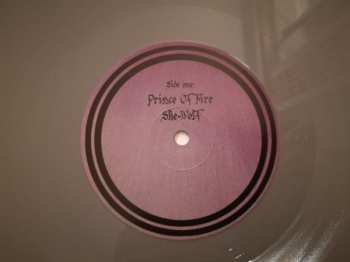 Side one
Prince Of Fire
She-Wolf